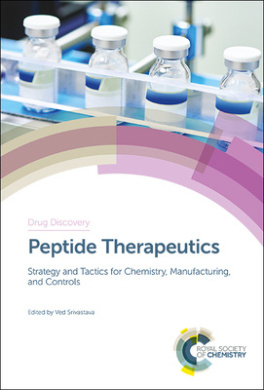 Drug Discovery
Peptide Therapeutics
Strategy and Tactics for Chemistry, Manufacturing,
and Controls
Edited by Ved Srivastava
ROYAL SOCIETY
OF CHEMISTRY